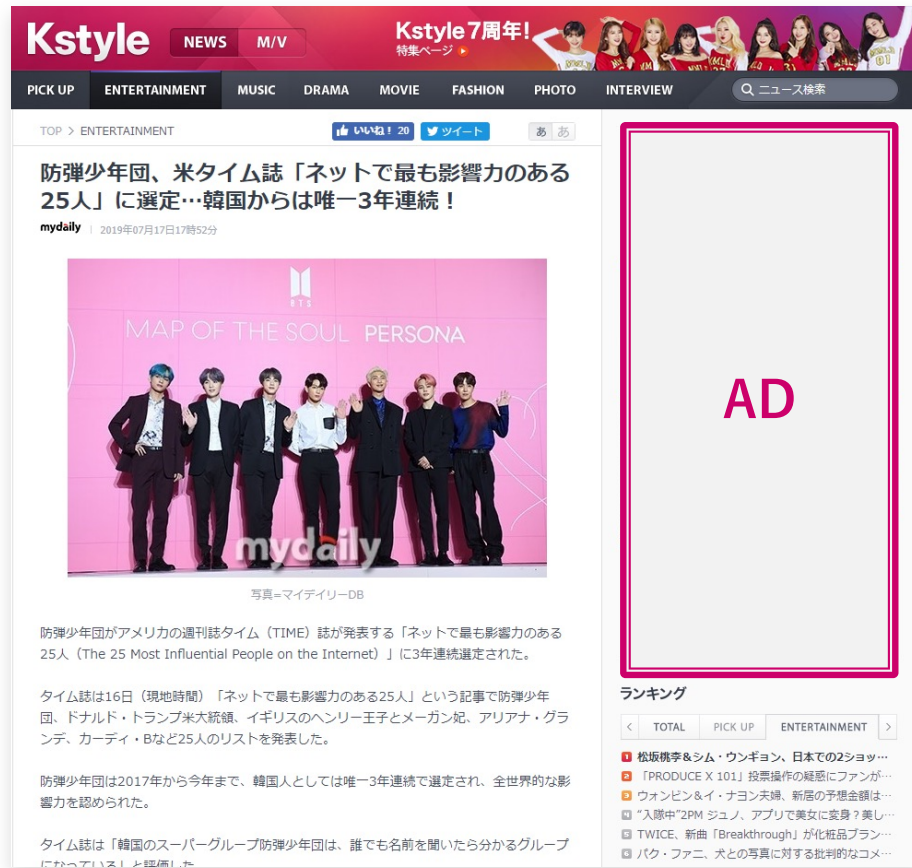 Kstyle
NEWS
M/V
Kstyle 7周年!
特集ページ
PICK UP
ENTERTAINMENT
MUSIC
DRAMA
MOVIE
FASHION
PHOTO
INTERVIEW
ニュース検索
TOP > ENTERTAINMENT
いいね！ 20
ツイート
あ
あ
防弾少年団、米タイム誌「ネットで最も影響力のある
25人」に選定…韓国からは唯一3年連続！
mydaily | 2019年07月17日17時52分
BTS
MAP OF THE SOUL PERSONA
mydaily
写真=マイデイリーDB
防弾少年団がアメリカの週刊誌タイム（TIME）誌が発表する「ネットで最も影響力のある
25人（The 25 Most Influential People on the Internet）」に3年連続選定された。
タイム誌は16日（現地時間）「ネットで最も影響力のある25人」という記事で防弾少年
団、ドナルド・トランプ米大統領、イギリスのヘンリー王子とメーガン妃、アリアナ・グラ
ンデ、カーディ・Bなど25人のリストを発表した。
防弾少年団は2017年から今年まで、韓国人としては唯一3年連続で選定され、全世界的な影
響力を認められた。
タイム誌は「韓国のスーパーグループ防弾少年団は、誰でも名前を聞いたら分かるグループ
になっている」と評価した
AD
ランキング
<
TOTAL
PICK UP
ENTERTAINMENT
>
1 松坂桃李&シム・ウンギョン、日本での2ショッ…
2 「PRODUCE X 101」投票操作の疑惑にファンが…
3 ウォンビン&イ・ナヨン夫婦、新居の予想金額は…
4 “入隊中”2PM ジュノ、アプリで美女に変身？美し…
5 TWICE、新曲「Breakthrough」が化粧品ブラン…
6 パク・ファニ、犬との写真に対する批判的なコメ…